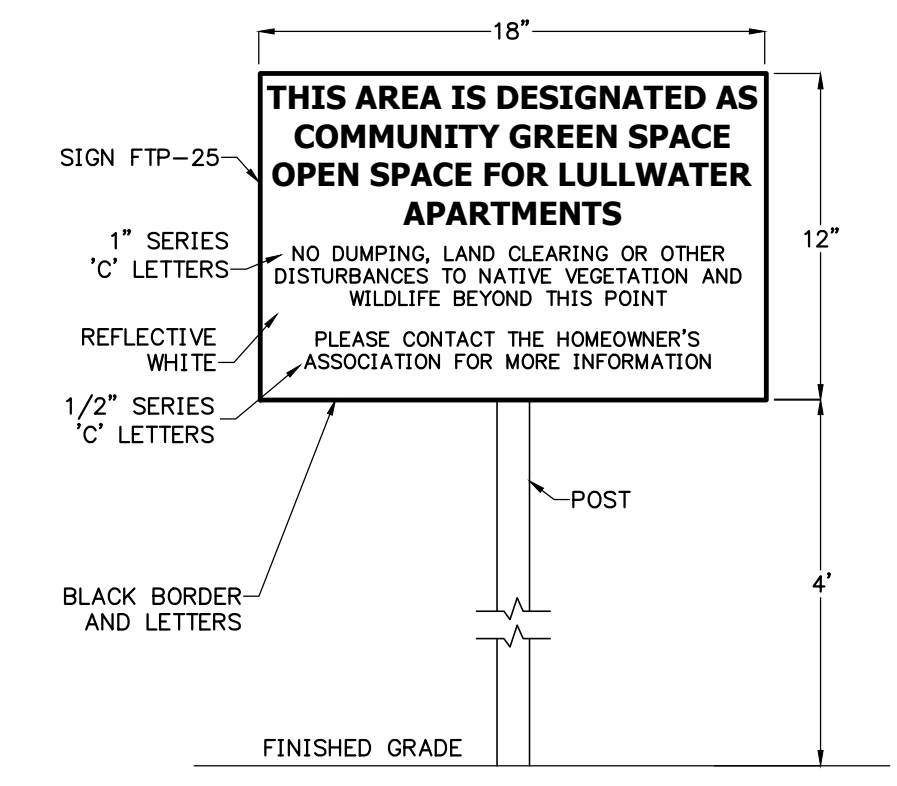 18”
THIS AREA IS DESIGNATED AS
COMMUNITY GREEN SPACE
OPEN SPACE FOR LULLWATER
APARTMENTS
NO DUMPING, LAND CLEARING OR OTHER
DISTURBANCES TO NATIVE VEGETATION AND
WILDLIFE BEYOND THIS POINT
PLEASE CONTACT THE HOMEOWNER'S
ASSOCIATION FOR MORE INFORMATION
SIGN FTP-25
1” SERIES
'C' LETTERS
REFLECTIVE
WHITE
1/2” SERIES
'C' LETTERS
BLACK BORDER
AND LETTERS
12”
POST
4'
FINISHED GRADE